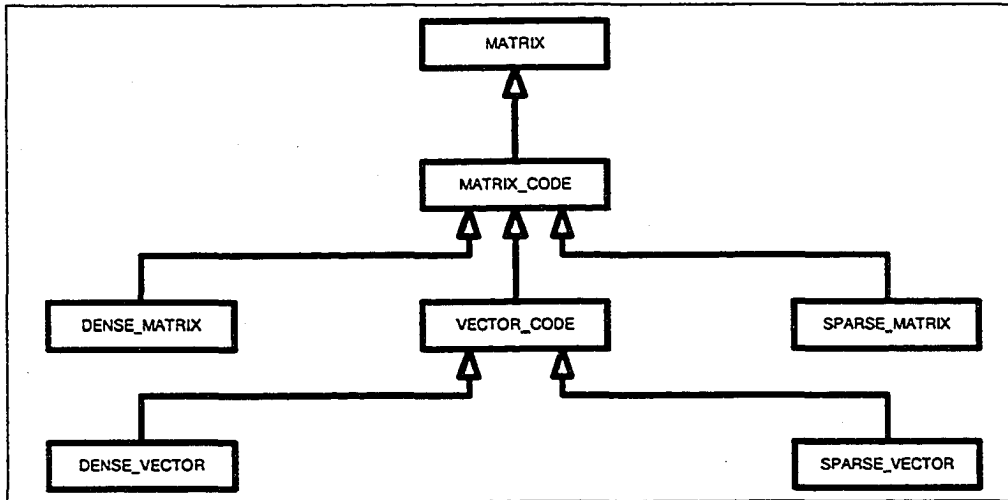 MATRIX
MATRIX_CODE
DENSE_MATRIX
VECTOR_CODE
SPARSE_MATRIX
DENSE_VECTOR
SPARSE_VECTOR